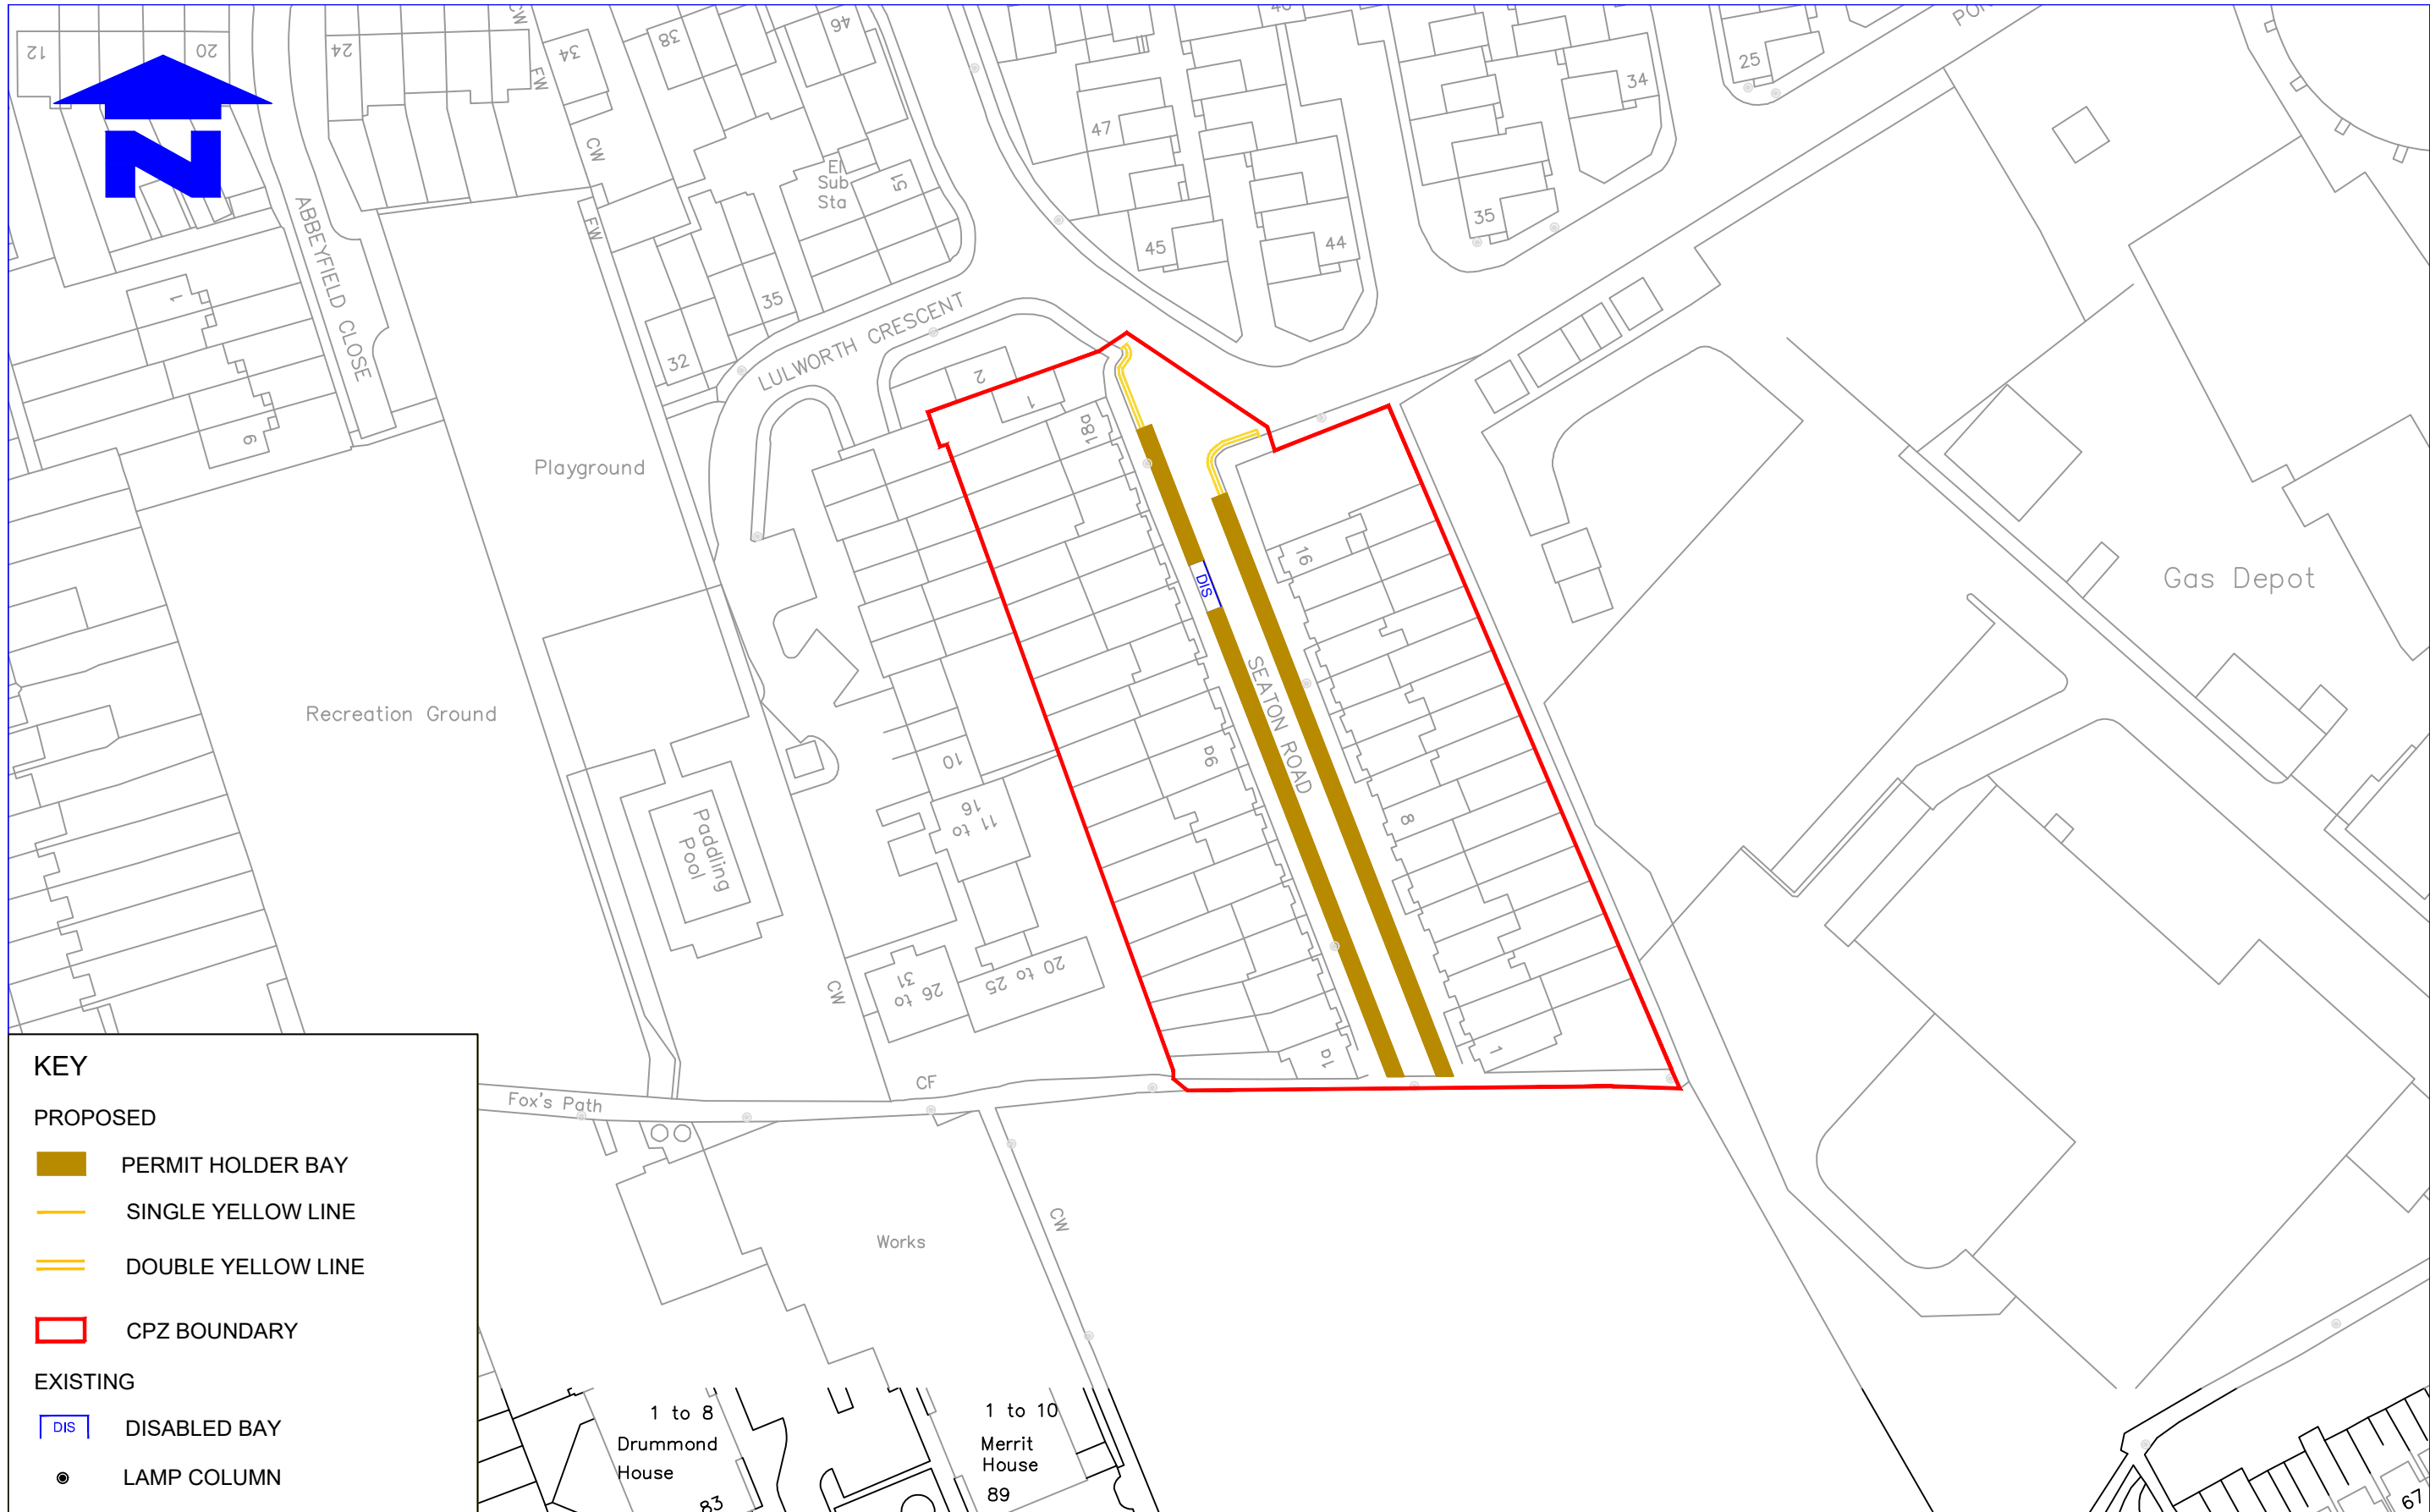 12
20
24
CW
FW
34
38
46
47
34
25
N
CW
El
Sub
Sta
51
FW
45
44
35
ABBEYFIELD CLOSE
1
6
35
32
LULWORTH CRESCENT
2
1
18a
Playground
16
DIS
Gas Depot
Recreation Ground
SEATON ROAD
9a
10
11 to
16
8
Paddling
Pool
CW
26 to
31
20 to 25
1a
1
CF
Fox's Path
CW
Works
1 to 8
Drummond
House
83
1 to 10
Merrit
House
89
67
KEY
PROPOSED
PERMIT HOLDER BAY
SINGLE YELLOW LINE
DOUBLE YELLOW LINE
CPZ BOUNDARY
EXISTING
DIS DISABLED BAY
LAMP COLUMN